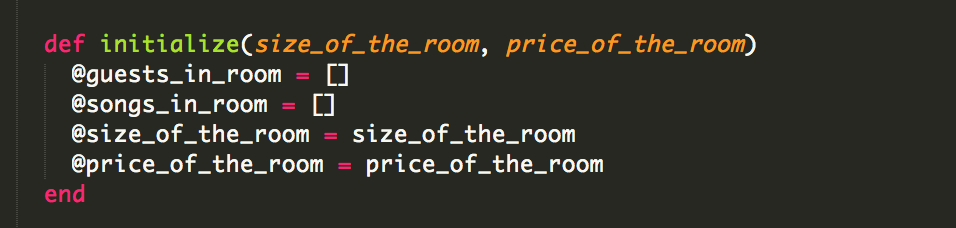 def initialize(size_of_the_room, price_of_the_room)
  @guests_in_room = []
  @songs_in_room = []
  @size_of_the_room = size_of_the_room
  @price_of_the_room = price_of_the_room
end